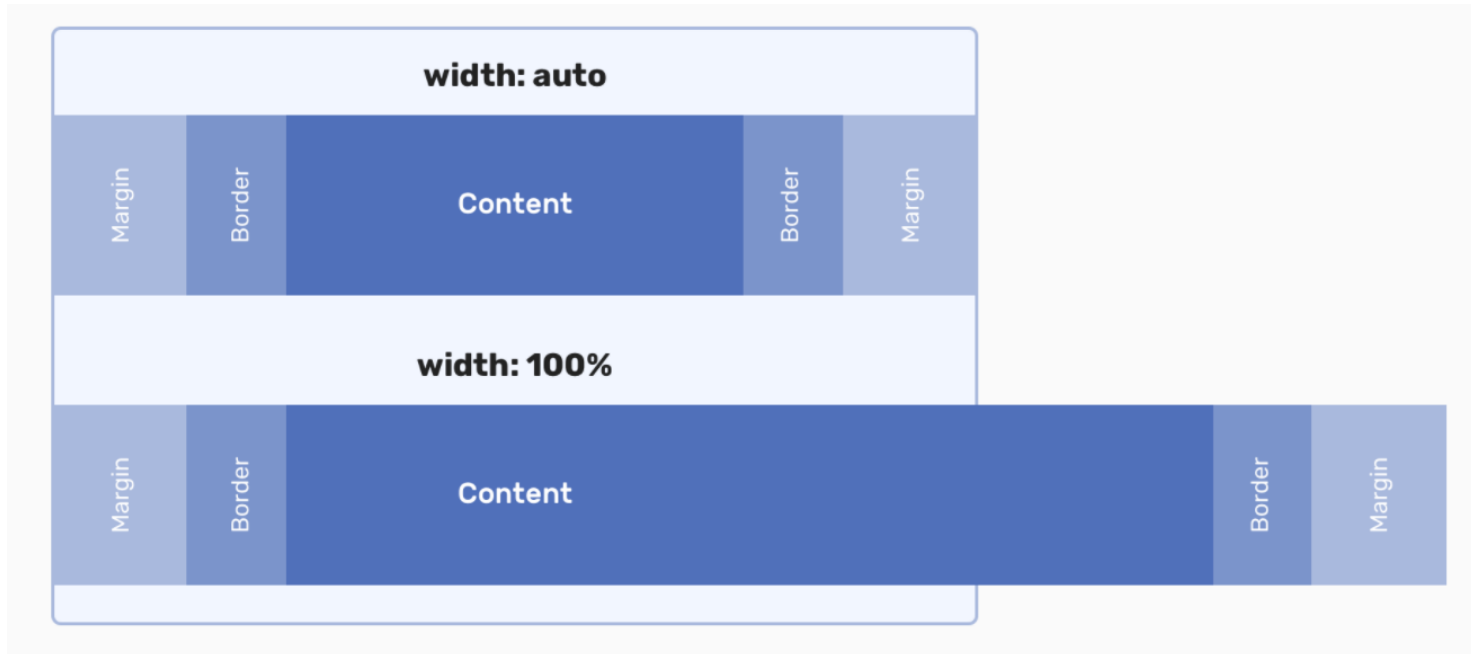 width: auto
Margin
Border
Content
Border
Margin
width: 100%
Margin
Border
Content
Border
Margin